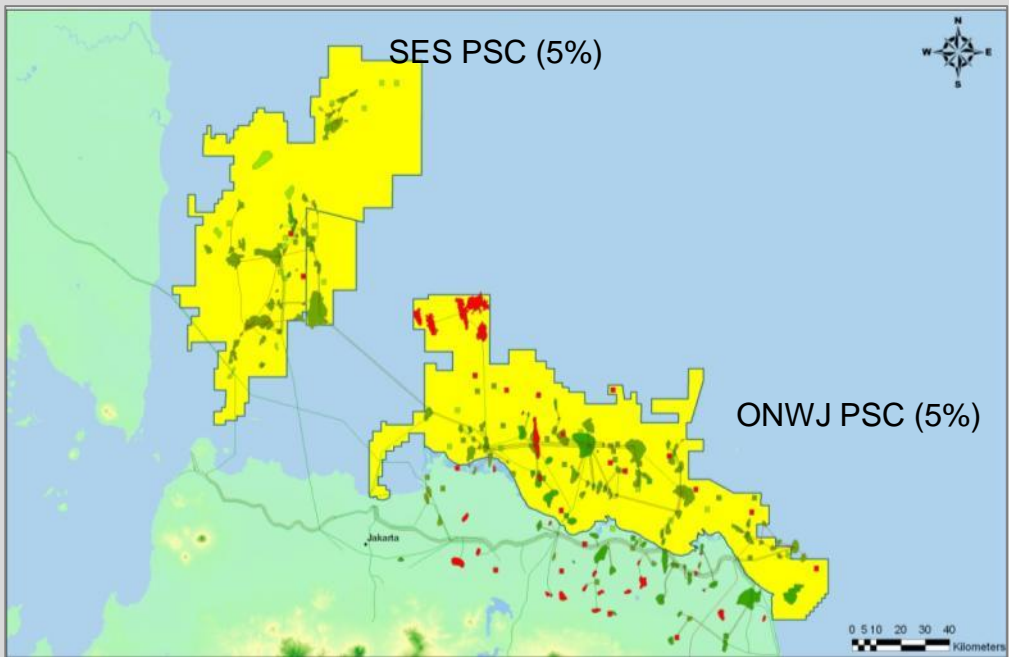 SES PSC (5%)
N
W E
S
ONWJ PSC (5%)
Jakarta
0 5 10 20 30 40
Kilometers